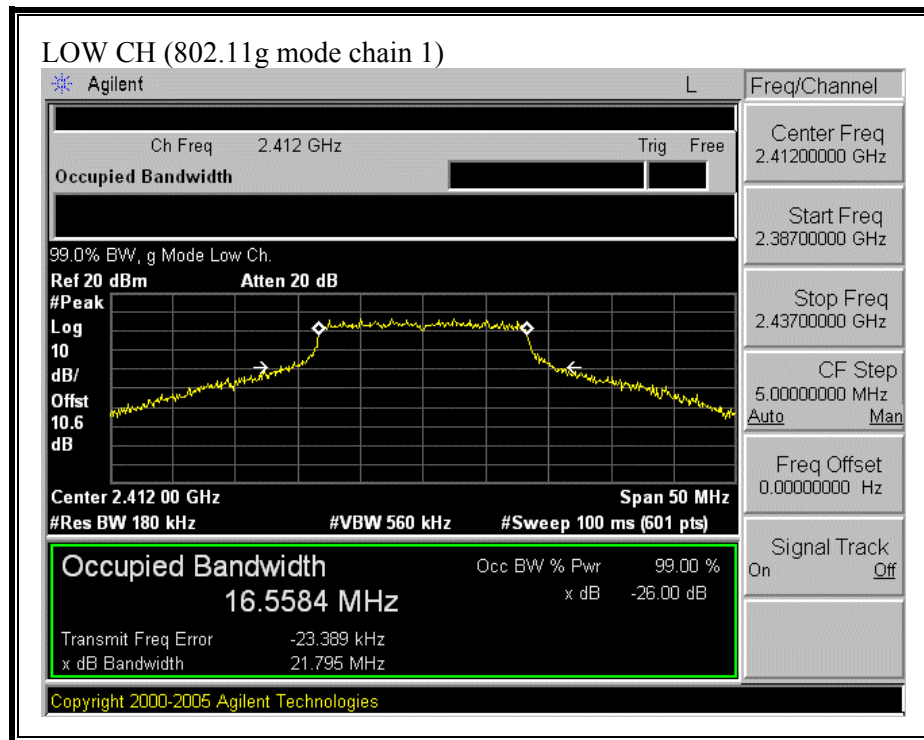 LOW CH (802.11g mode chain 1)
Agilent L
Freq/Channel
Ch Freq 2.412 GHz Trig Free
Occupied Bandwidth
Center Freq
2.41200000 GHz
Start Freq
2.38700000 GHz
Stop Freq
2.43700000 GHz
CF Step
5.00000000 MHz
Auto Man
Freq Offset
0.00000000 Hz
Signal Track
On Off
99.0% BW, g Mode Low Ch.
Ref 20 dBm Atten 20 dB
#Peak
Log
10
dB/
Offst
10.6
dB
Center 2.412 00 GHz Span 50 MHz
#Res BW 180 kHz #VBW 560 kHz #Sweep 100 ms (601 pts)
Occupied Bandwidth Occ BW % Pwr 99.00 %
16.5584 MHz x dB -26.00 dB
Transmit Freq Error -23.389 kHz
x dB Bandwidth 21.795 MHz
Copyright 2000-2005 Agilent Technologies